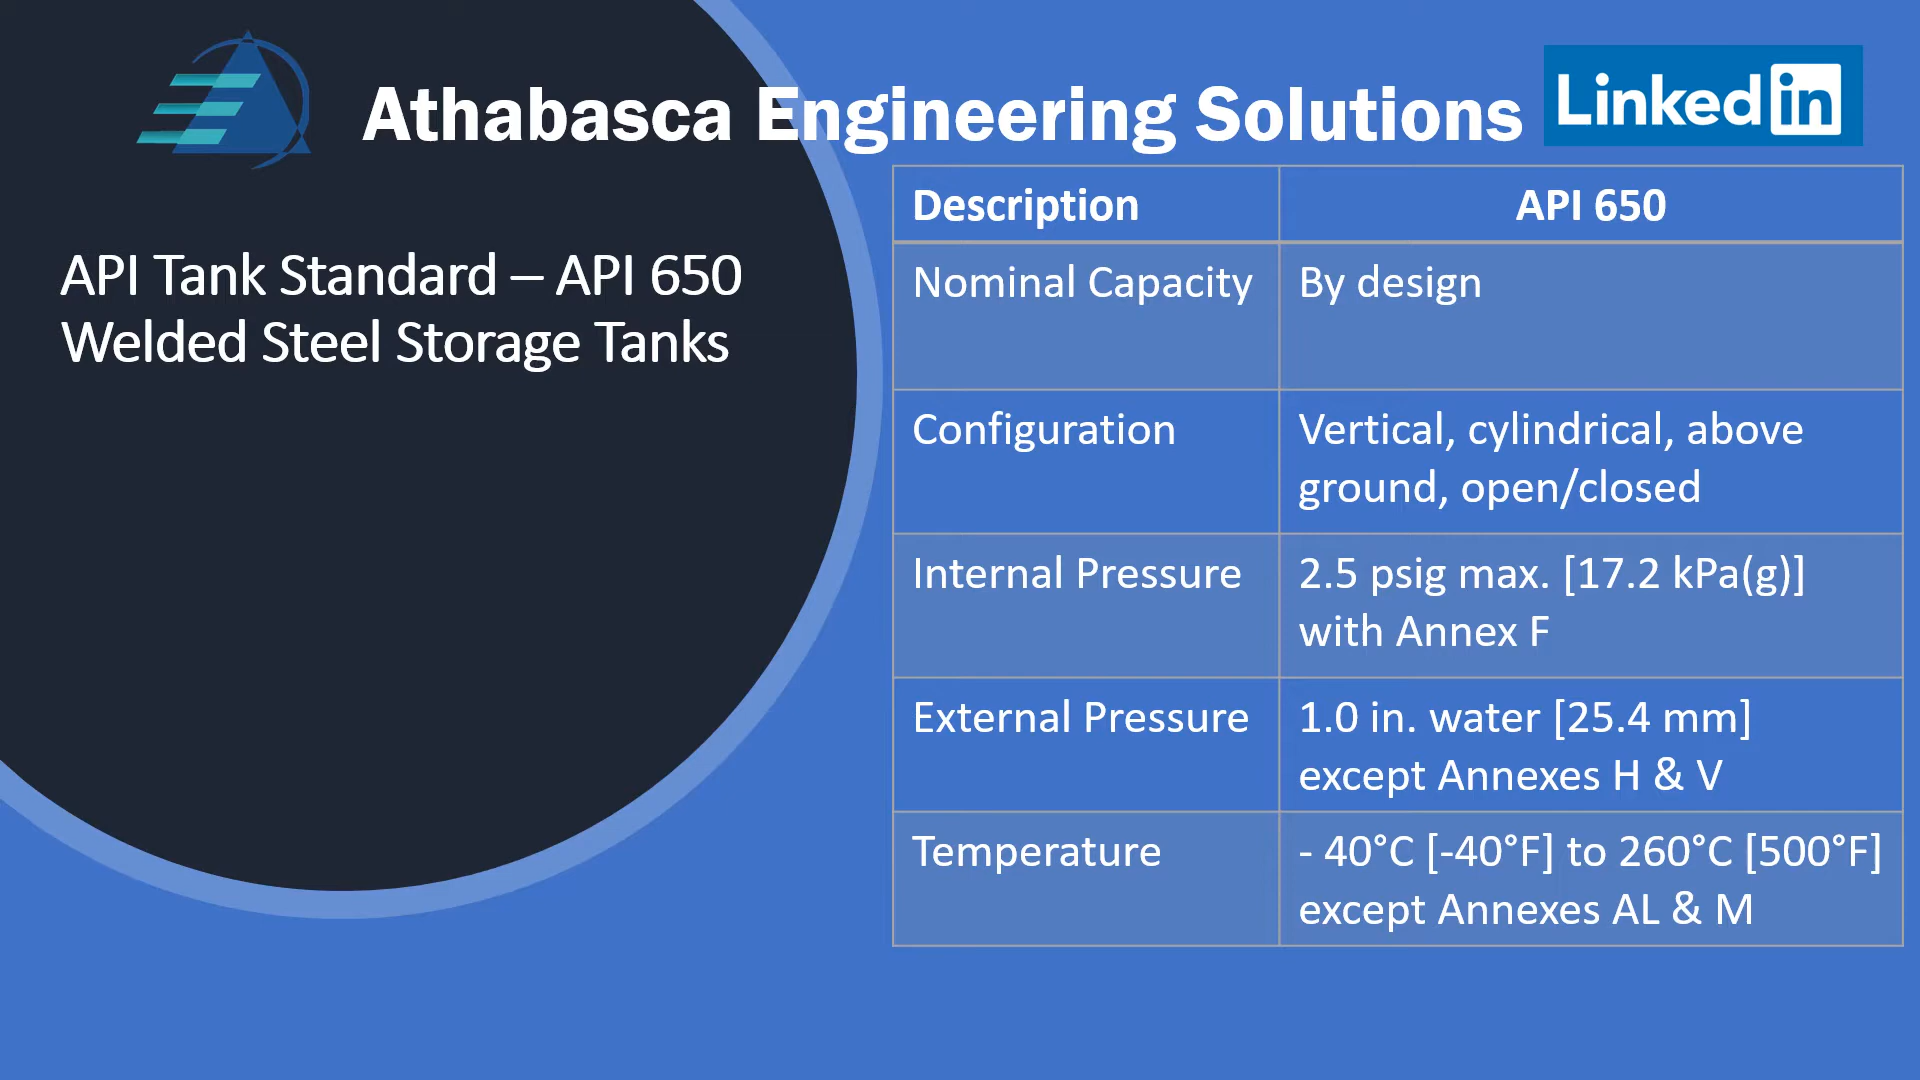 Athabasca Engineering Solutions
Linked in
API Tank Standard – API 650
Welded Steel Storage Tanks
Description API 650
Nominal Capacity By design
Configuration Vertical, cylindrical, above
ground, open/closed
Internal Pressure 2.5 psig max. [17.2 kPa(g)]
with Annex F
External Pressure 1.0 in. water [25.4 mm]
except Annexes H & V
Temperature - 40°C [-40°F] to 260°C [500°F]
except Annexes AL & M